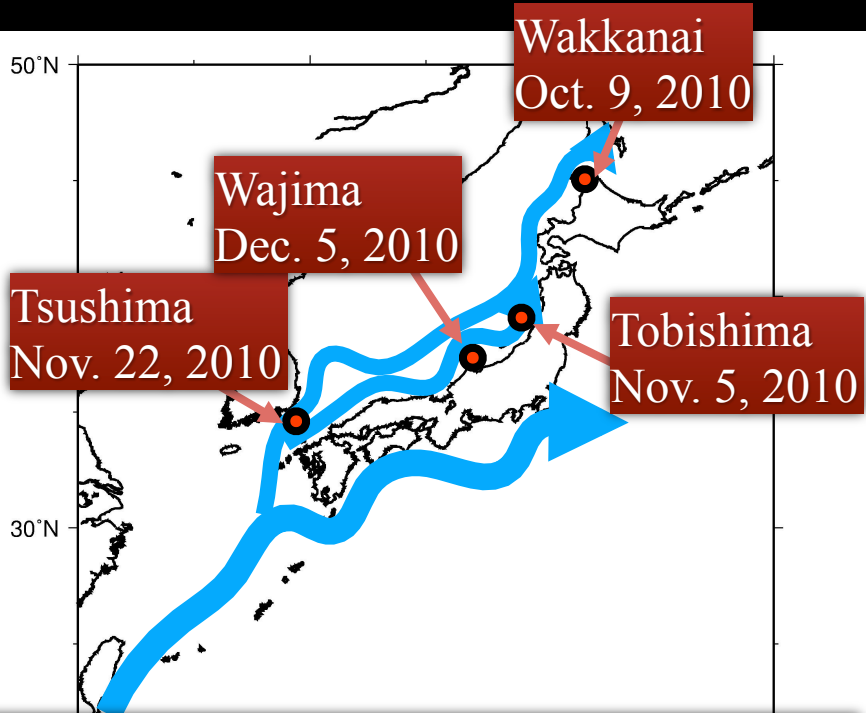 Wakkanai
Oct. 9, 2010
50°N
Wajima
Dec. 5, 2010
Tsushima
Nov. 22, 2010
Tobishima
Nov. 5, 2010
30°N